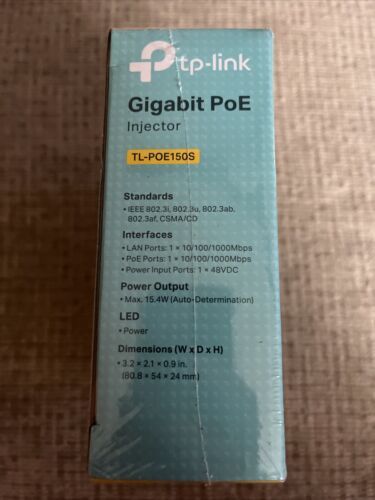 tp-link
Gigabit PoE
Injector
TL-POE150S
Standards
• IEEE 802.3i, 802.3u, 802.3ab,
802.3af, CSMA/CD
Interfaces
• LAN Ports: 1 × 10/100/1000Mbps
• PoE Ports: 1 × 10/100/1000Mbps
• Power Input Ports: 1 × 48VDC
Power Output
• Max. 15.4W (Auto-Determination)
LED
• Power
Dimensions (W x D x H)
• 3.2 × 2.1 × 0.9 in.
(80.8 × 54 × 24 mm)